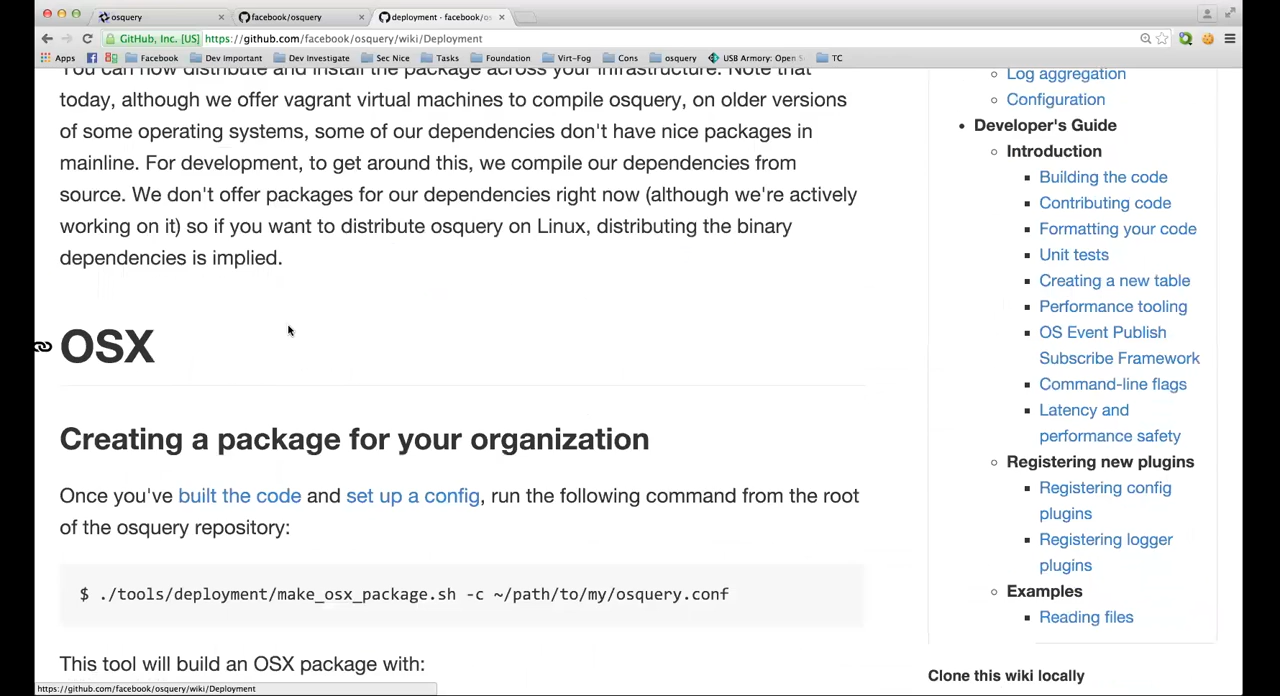 osquery
facebook/osquery
deployment · facebook/os
GitHub, Inc. [US] https://github.com/facebook/osquery/wiki/Deployment
Apps Facebook Dev Important Dev Investigate Sec Nice Tasks Foundation Virt-Fog Cons osquery USB Armory: Open S TC
You can now distribute and install the package across your infrastructure. Note that
today, although we offer vagrant virtual machines to compile osquery, on older versions
of some operating systems, some of our dependencies don't have nice packages in
mainline. For development, to get around this, we compile our dependencies from
source. We don't offer packages for our dependencies right now (although we're actively
working on it) so if you want to distribute osquery on Linux, distributing the binary
dependencies is implied.
OSX
Creating a package for your organization
Once you've built the code and set up a config, run the following command from the root
of the osquery repository:
$ ./tools/deployment/make_osx_package.sh -c ~/path/to/my/osquery.conf
This tool will build an OSX package with:
Log aggregation
Configuration
Developer's Guide
Introduction
Building the code
Contributing code
Formatting your code
Unit tests
Creating a new table
Performance tooling
OS Event Publish
Subscribe Framework
Command-line flags
Latency and
performance safety
Registering new plugins
Registering config
plugins
Registering logger
plugins
Examples
Reading files
Clone this wiki locally
https://github.com/facebook/osquery/wiki/Deployment